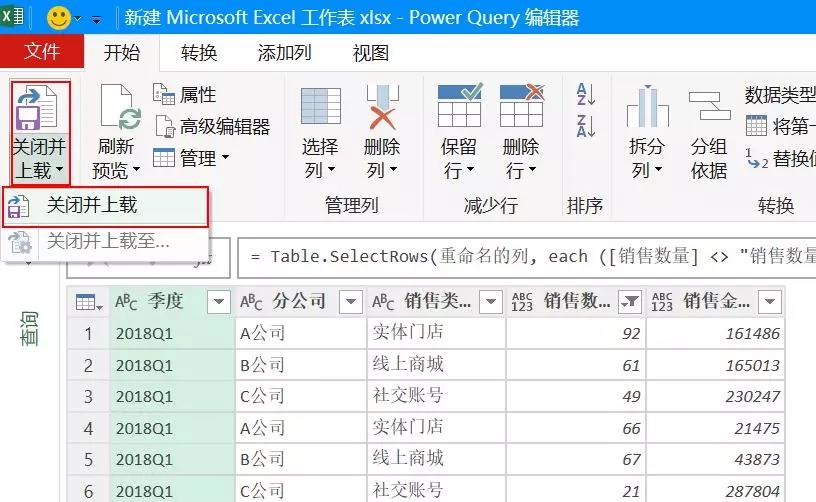 新建 Microsoft Excel 工作表 xlsx - Power Query 编辑器
文件 开始 转换 添加列 视图
关闭并上载
刷新预览
属性
高级编辑器
管理
选择列
删除列
管理列
保留行
删除行
减少行
A Z
Z A
排序
拆分列
分组依据
数据类型
将第一
1 2 替换值
转换
关闭并上载
关闭并上载至...
fx = Table.SelectRows(重命名的列, each ([销售数量] <> "销售数量
查询
ABC 季度 ABC 分公司 ABC 销售类... ABC 123 销售数... ABC 123 销售金...
1 2018Q1 A公司 实体门店 92 161486
2 2018Q1 B公司 线上商城 61 165013
3 2018Q1 C公司 社交账号 49 230247
4 2018Q1 A公司 实体门店 66 21475
5 2018Q1 B公司 线上商城 67 43873
6 2018Q1 C公司 社交账号 21 287804